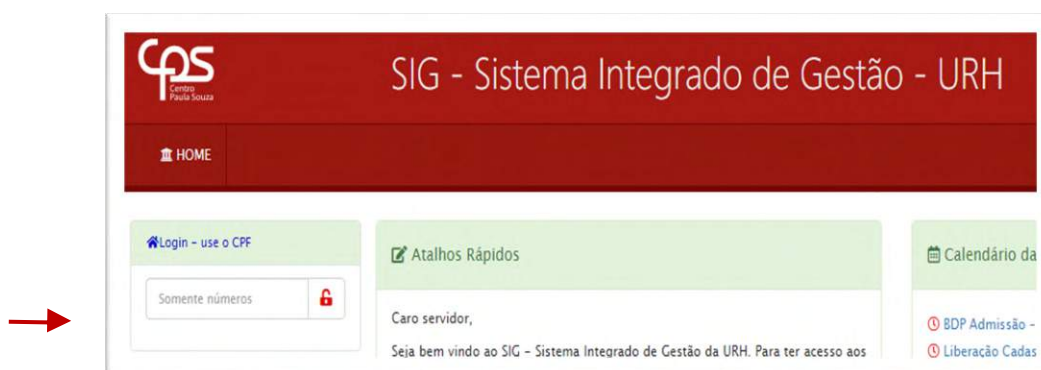 CPS
Centro
Paula Souza
SIG - Sistema Integrado de Gestão - URH
HOME
Login - use o CPF
Somente números
Atalhos Rápidos
Caro servidor,
Seja bem vindo ao SIG - Sistema Integrado de Gestão da URH. Para ter acesso aos
Calendário da
BDP Admissão -
Liberação Cadas